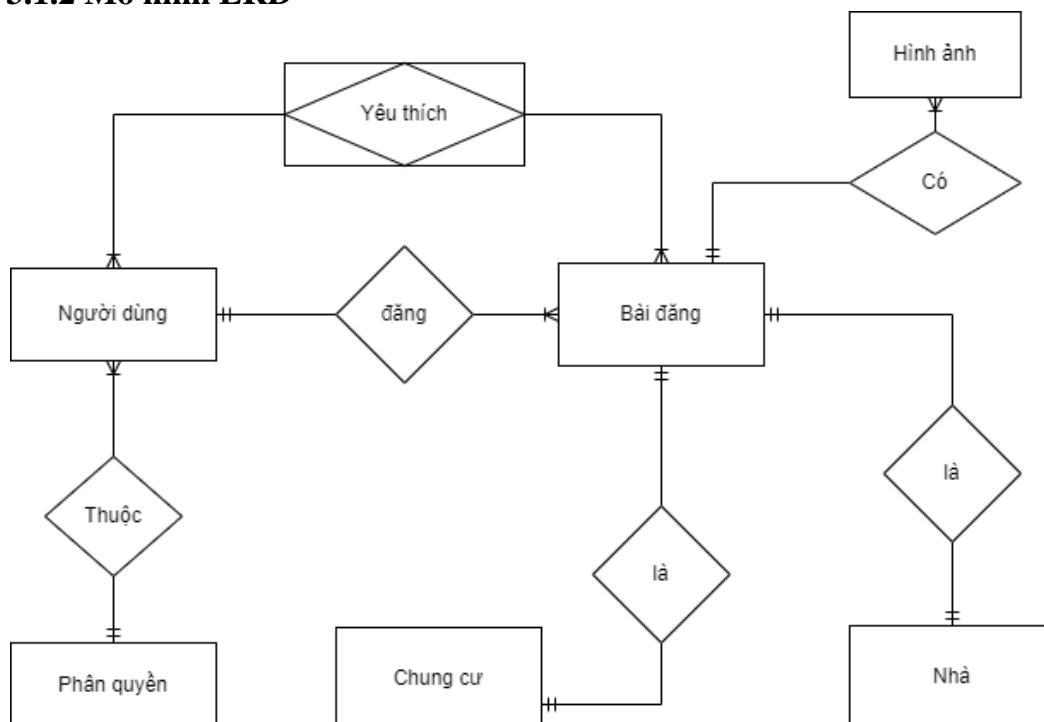 Hình ảnh
Yêu thích
Có
Người dùng
đăng
Bài đăng
là
Thuộc
là
Phân quyền
Chung cư
Nhà